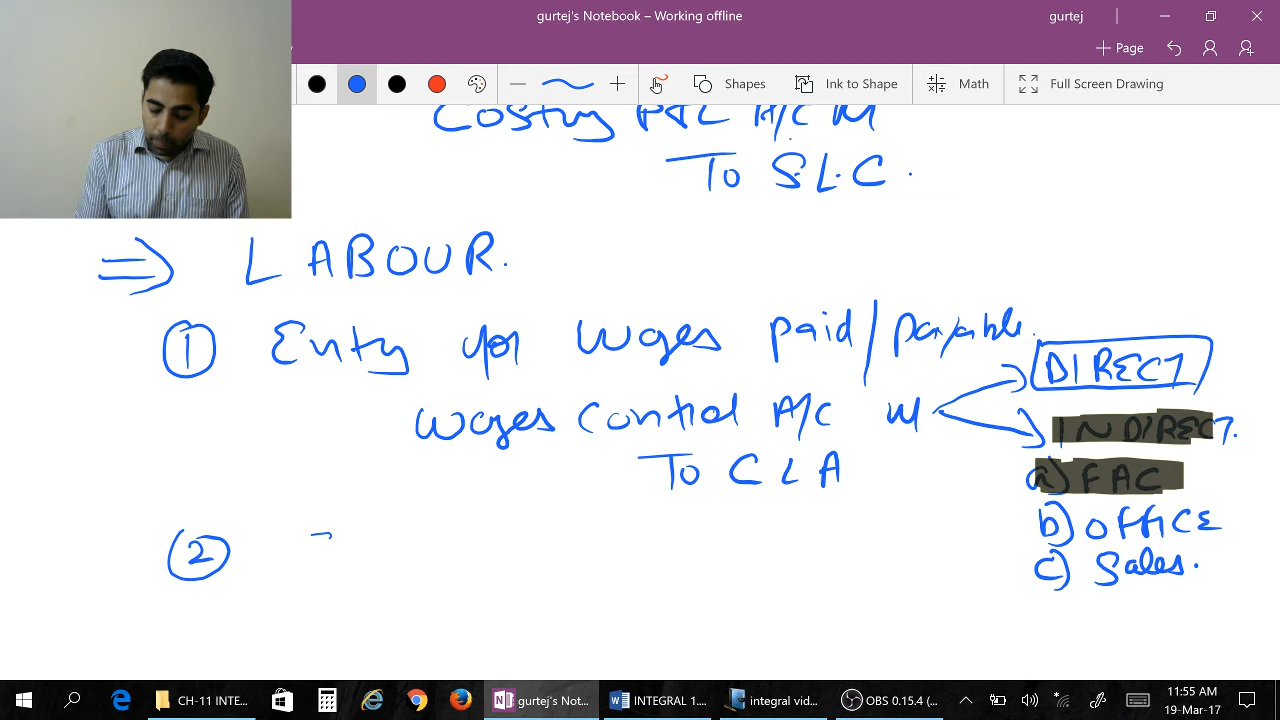 gurtej's Notebook – Working offline
gurtej
Page
Shapes
Ink to Shape
Math
Full Screen Drawing
Costing P&L A/C
To S.L.C.
⇒ LABOUR.
① Entry for wages paid/payable.
Wages Control A/C
To CLA
DIRECT
INDIRECT.
a) FAC
b) OFFICE
c) Sales.
②
CH-11 INTE...
gurtej's Not...
INTEGRAL 1....
integral vid...
OBS 0.15.4 (...
11:55 AM
19-Mar-17